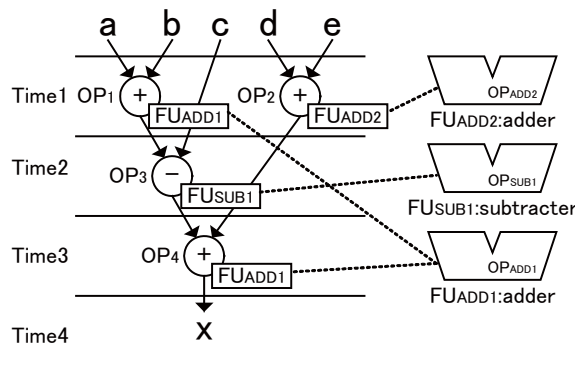 a b c d e
Time1 OP1 + OP2 + OPADD2
FUADD1 FUADD2 FUADD2:adder
Time2 OP3 − OPSUB1
FUSUB1 FUSUB1:subtracter
Time3 OP4 + OPADD1
FUADD1 FUADD1:adder
Time4 x